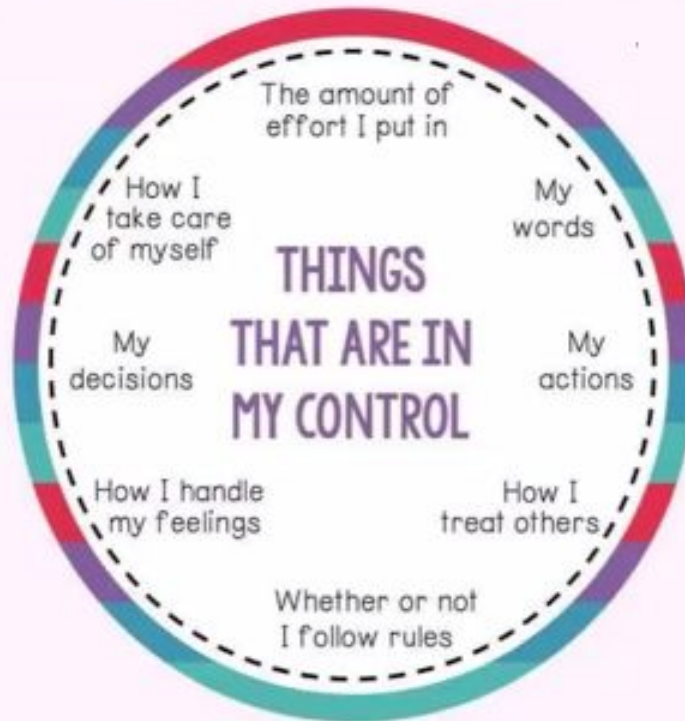 The amount of
effort I put in
How I
take care
of myself
My
words
THINGS
THAT ARE IN
MY CONTROL
My
decisions
My
actions
How I handle
my feelings
How I
treat others
Whether or not
I follow rules